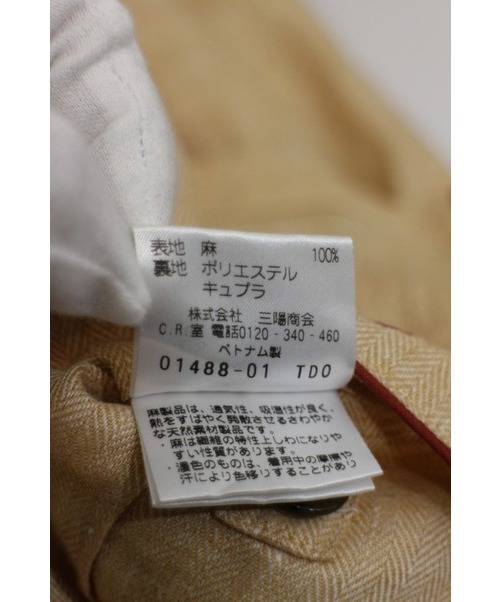 表地 麻 100%
裏地 ポリエステル
キュプラ
株式会社 三陽商会
C.R.室 電話0120-340-460
ベトナム製
01488-01 TDO
麻製品は、通気性、吸湿性が良く、
熱をすばやく発散させるさわやか
な天然素材製品です。
・麻は繊維の特性上しわになりや
すい性質があります。
・濃色のものは、着用中の摩擦や
汗により色移りすることがあり